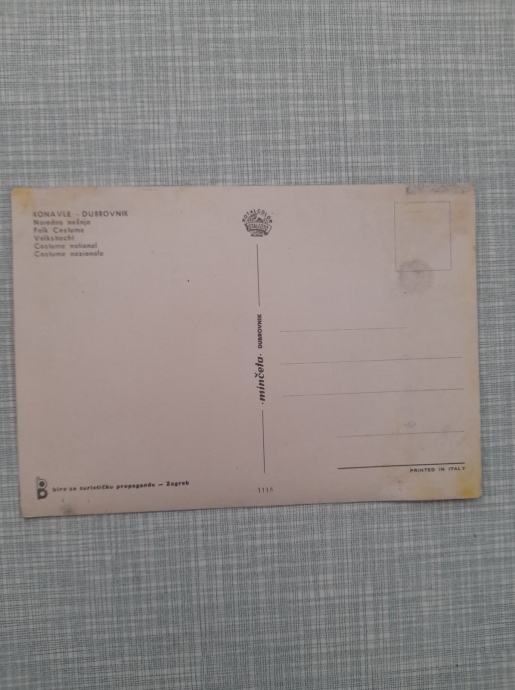 KONAVLE - DUBROVNIK
Narodna nošnja
Folk Costume
Volkstracht
Costume national
Costume nazionale
ROTALCOLOR
minčeta DUBROVNIK
PRINTED IN ITALY
biro za turističku propagandu — Zagreb